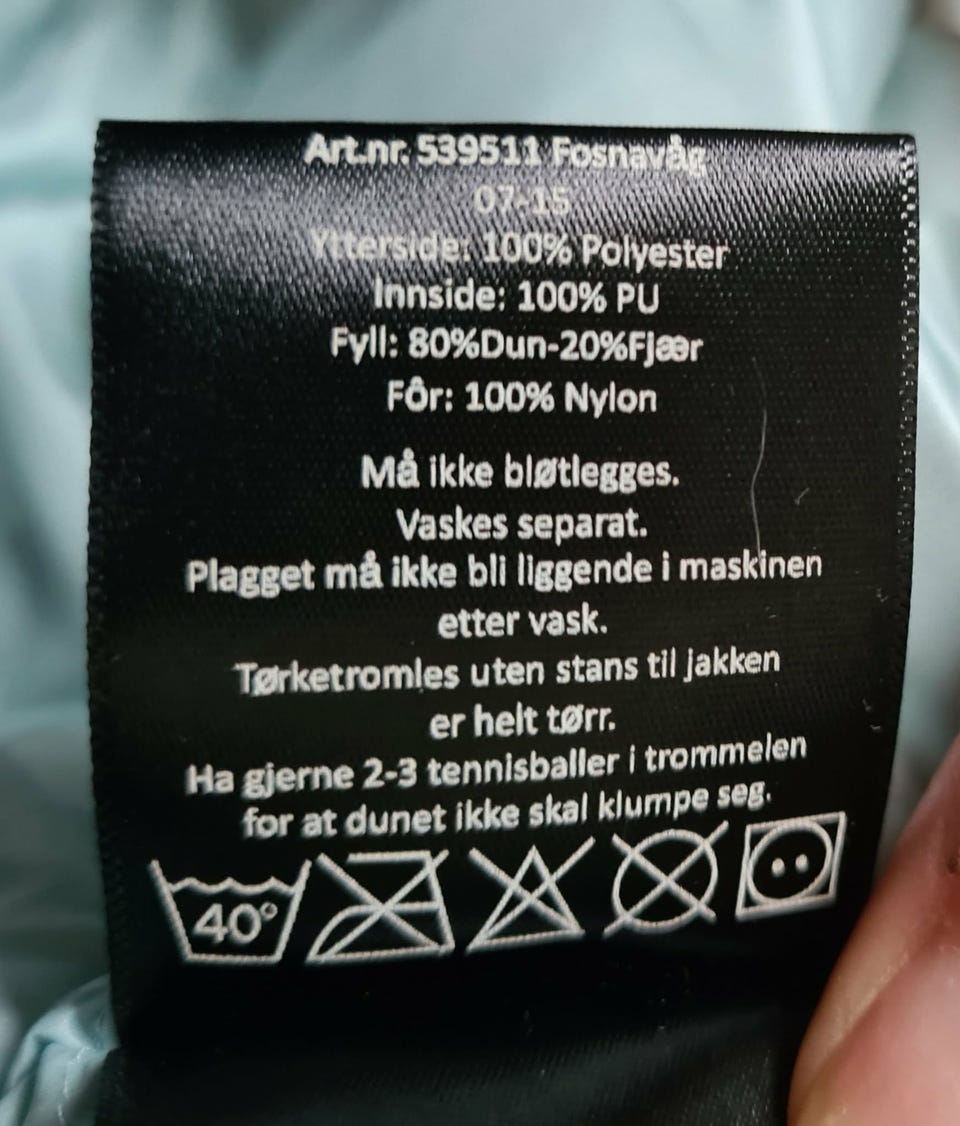 Art.nr. 539511 Fosnavåg
07-15
Ytterside: 100% Polyester
Innside: 100% PU
Fyll: 80%Dun-20%Fjær
Fôr: 100% Nylon
Må ikke bløtlegges.
Vaskes separat.
Plagget må ikke bli liggende i maskinen
etter vask.
Tørketromles uten stans til jakken
er helt tørr.
Ha gjerne 2-3 tennisballer i trommelen
for at dunet ikke skal klumpe seg.
40°